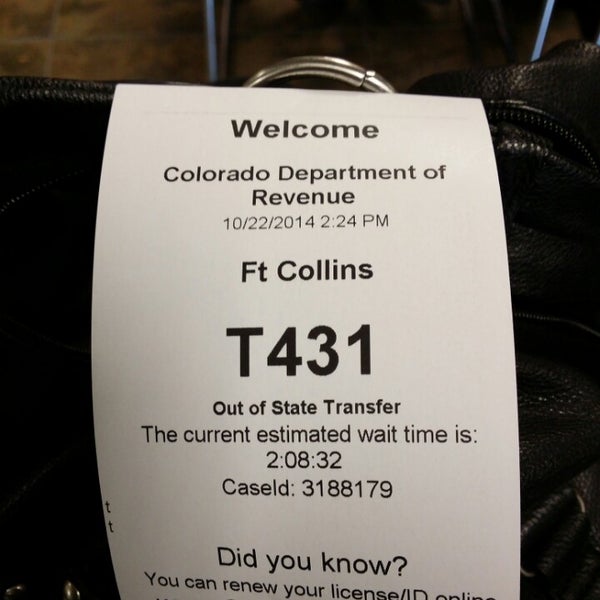 Welcome
Colorado Department of
Revenue
10/22/2014 2:24 PM
Ft Collins
T431
Out of State Transfer
The current estimated wait time is:
2:08:32
CaseId: 3188179
t
t
Did you know?
You can renew your license/ID online